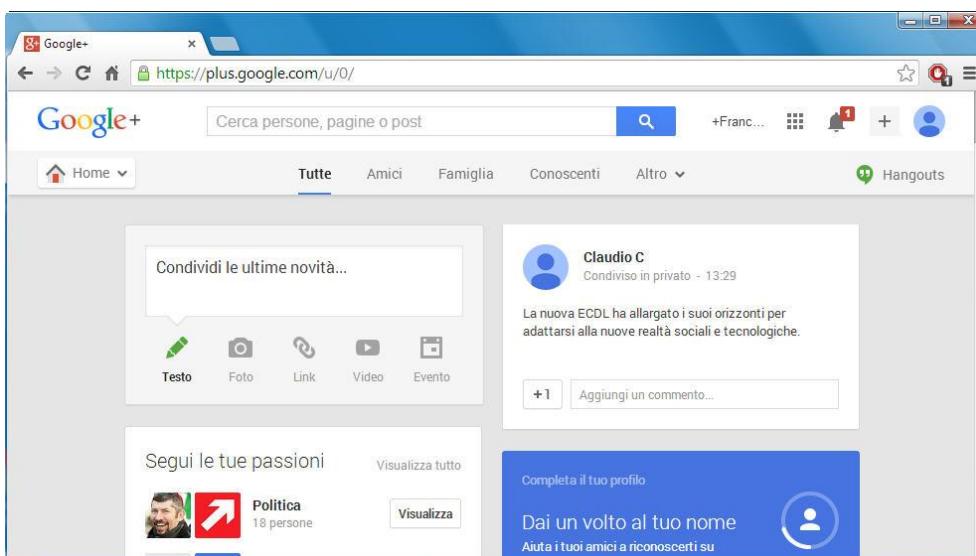 Google+
https://plus.google.com/u/0/
1
Google+
Cerca persone, pagine o post
+Franc...
1
+
Home
Tutte
Amici
Famiglia
Conoscenti
Altro
Hangouts
Condividi le ultime novità...
Testo
Foto
Link
Video
Evento
Claudio C
Condiviso in privato - 13:29
La nuova ECDL ha allargato i suoi orizzonti per
adattarsi alla nuove realtà sociali e tecnologiche.
+1
Aggiungi un commento...
Segui le tue passioni
Visualizza tutto
Politica
18 persone
Visualizza
Completa il tuo profilo
Dai un volto al tuo nome
Aiuta i tuoi amici a riconoscerti su